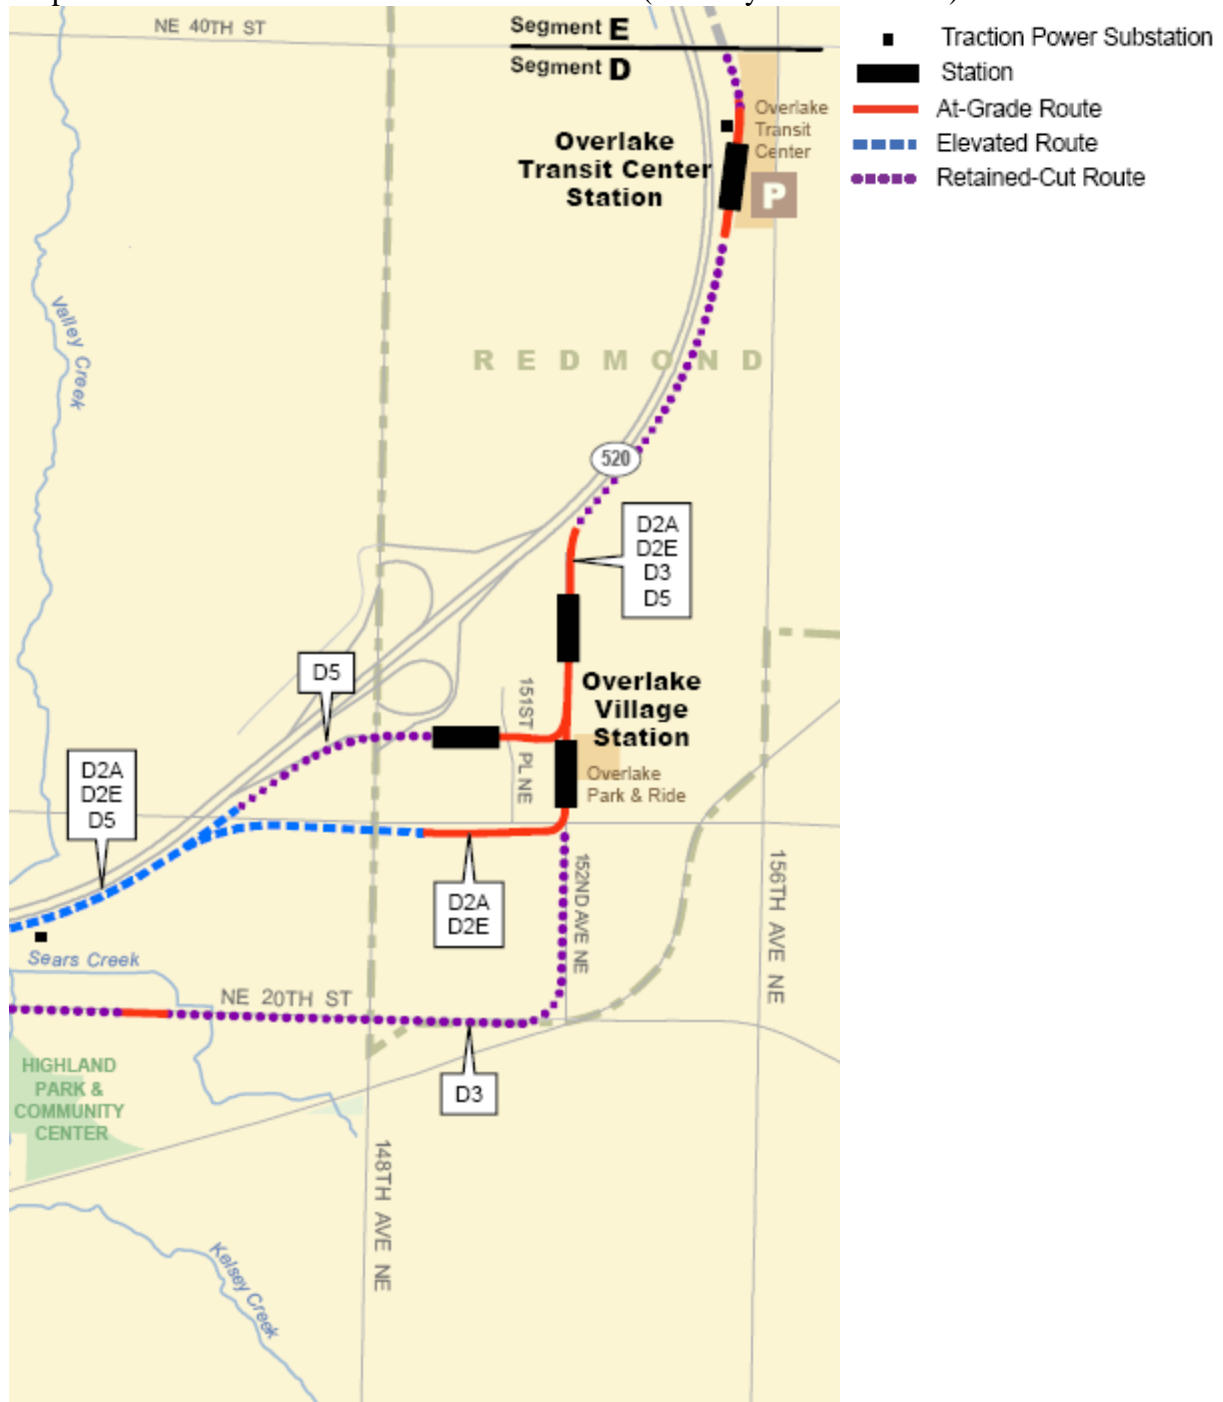 NE 40TH ST
Segment E
Segment D
Traction Power Substation
Station
At-Grade Route
Elevated Route
Retained-Cut Route
Overlake
Transit
Center
Overlake
Transit Center
Station
P
Valley Creek
REDMOND
520
D2A
D2E
D3
D5
D5
151ST PL NE
Overlake
Village
Station
Overlake
Park & Ride
D2A
D2E
D5
D2A
D2E
152ND AVE NE
156TH AVE NE
Sears Creek
NE 20TH ST
HIGHLAND
PARK &
COMMUNITY
CENTER
D3
148TH AVE NE
Kelsey Creek